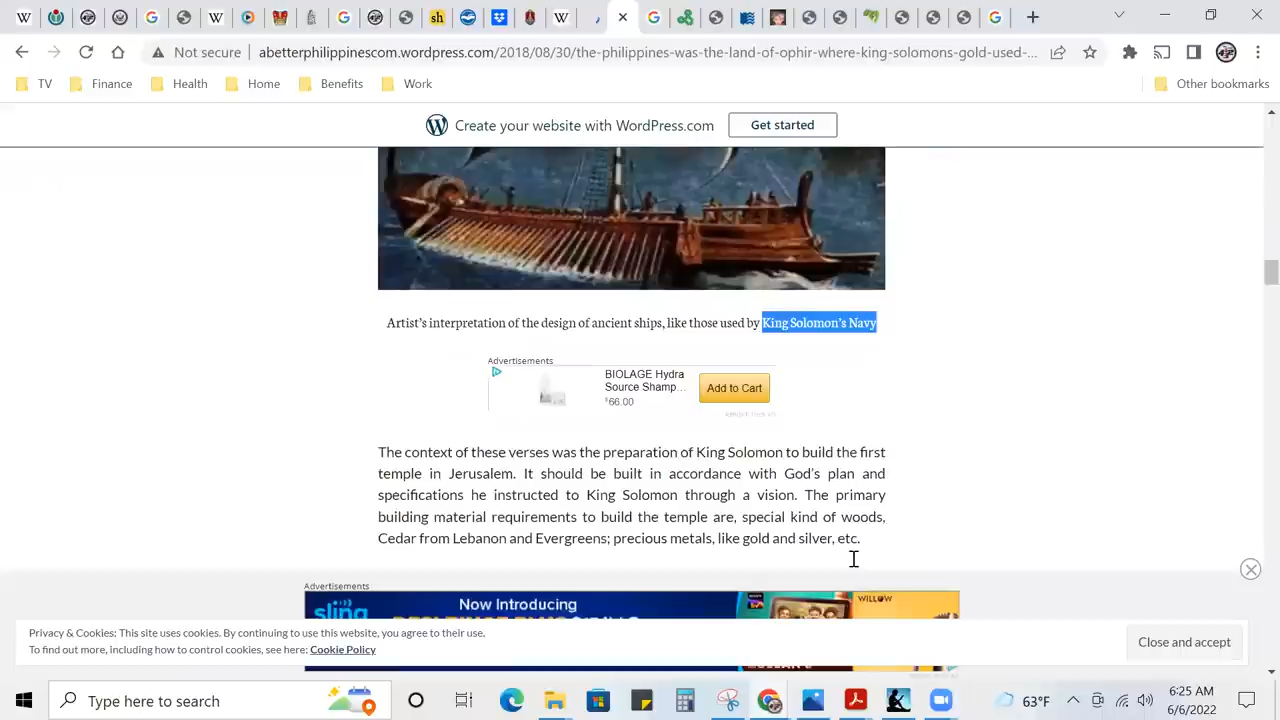 Not secure
abetterphilippinescom.wordpress.com/2018/08/30/the-philippines-was-the-land-of-ophir-where-king-solomons-gold-used-...
TV
Finance
Health
Home
Benefits
Work
Other bookmarks
Create your website with WordPress.com
Get started
Artist's interpretation of the design of ancient ships, like those used by King Solomon's Navy
Advertisements
BIOLAGE Hydra
Source Shamp...
$66.00
Add to Cart
The context of these verses was the preparation of King Solomon to build the first
temple in Jerusalem. It should be built in accordance with God's plan and
specifications he instructed to King Solomon through a vision. The primary
building material requirements to build the temple are, special kind of woods,
Cedar from Lebanon and Evergreens; precious metals, like gold and silver, etc.
Advertisements
sling
Now Introducing
WILLOW
Privacy & Cookies: This site uses cookies. By continuing to use this website, you agree to their use.
To find out more, including how to control cookies, see here: Cookie Policy
Close and accept
Type here to search
63°F
6:25 AM
6/6/2022